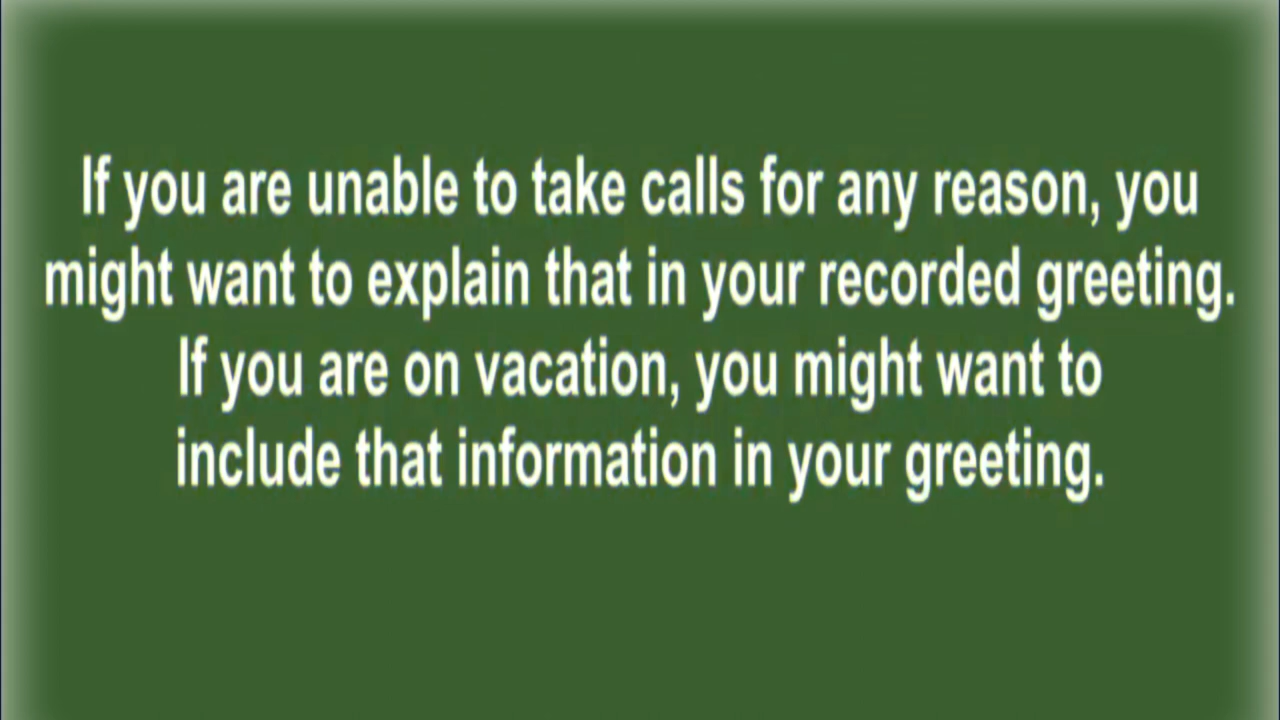 If you are unable to take calls for any reason, you
might want to explain that in your recorded greeting.
If you are on vacation, you might want to
include that information in your greeting.